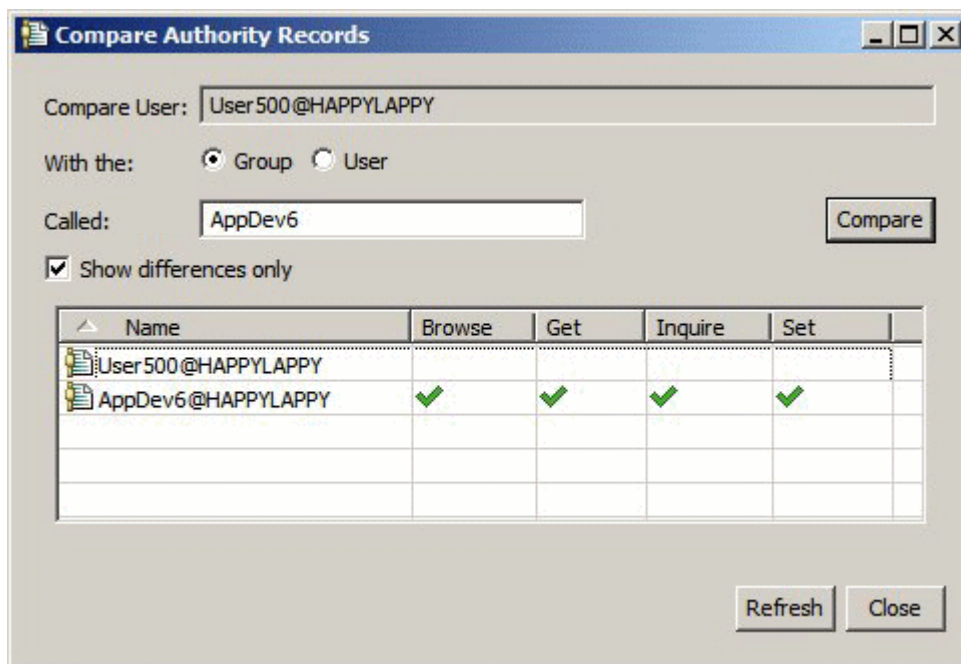 Compare Authority Records
Compare User: User500@HAPPYLAPPY
With the: Group User
Called: AppDev6 Compare
Show differences only
Name Browse Get Inquire Set
User500@HAPPYLAPPY
AppDev6@HAPPYLAPPY
Refresh Close